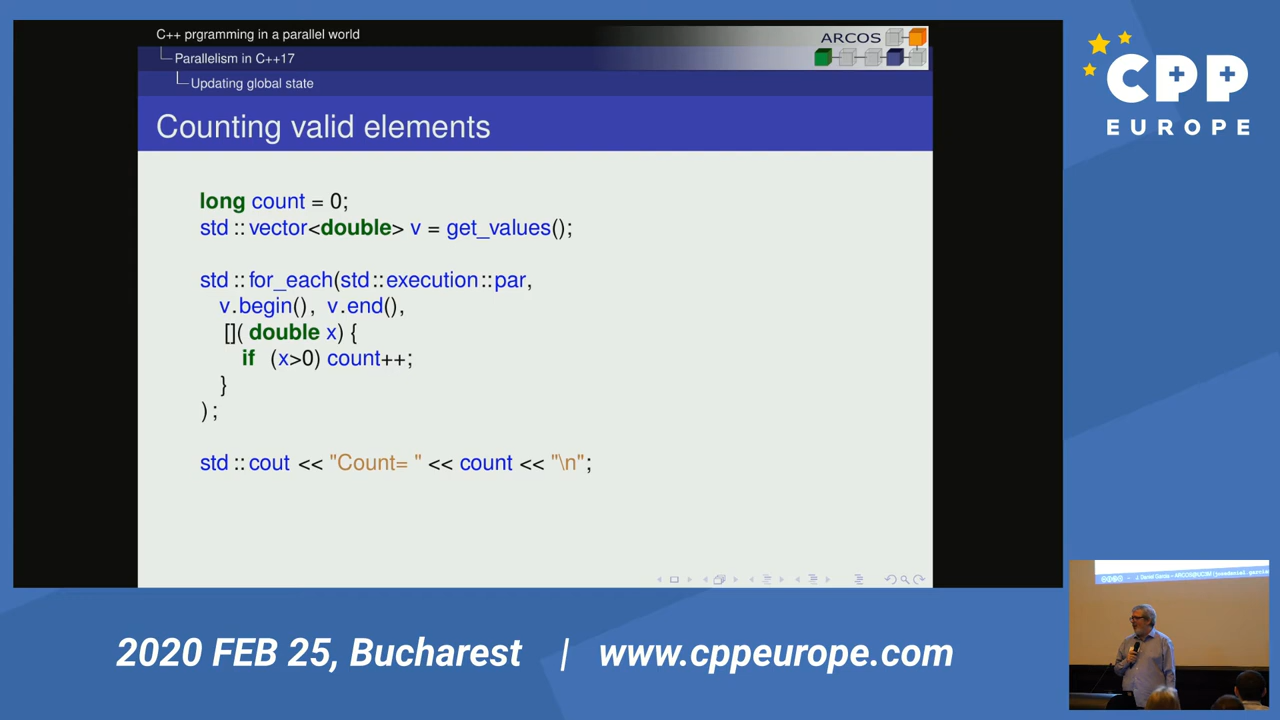 C++ prgramming in a parallel world
Parallelism in C++17
Updating global state
ARCOS
Counting valid elements
long count = 0;
std::vector<double> v = get_values();
std::for_each(std::execution::par,
v.begin(), v.end(),
[](double x) {
if (x>0) count++;
}
);
std::cout << "Count= " << count << "\n";
CPP
EUROPE
2020 FEB 25, Bucharest | www.cppeurope.com